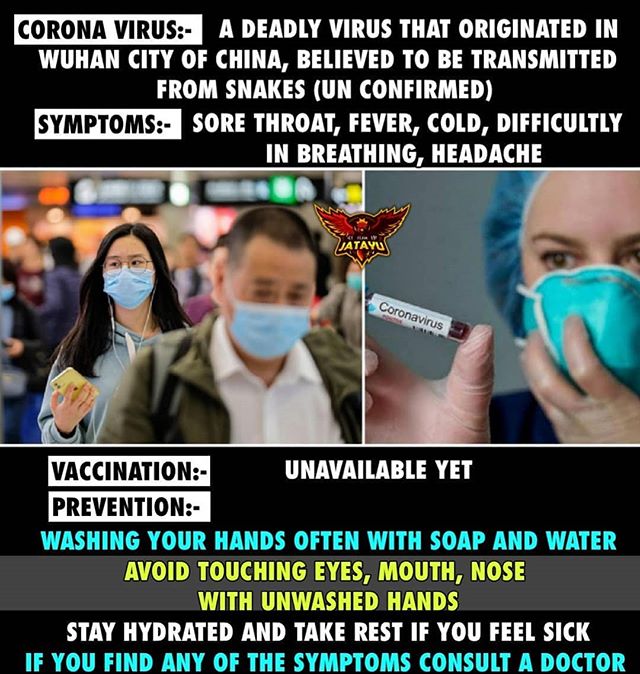 CORONA VIRUS:- A DEADLY VIRUS THAT ORIGINATED IN
WUHAN CITY OF CHINA, BELIEVED TO BE TRANSMITTED
FROM SNAKES (UN CONFIRMED)
SYMPTOMS:- SORE THROAT, FEVER, COLD, DIFFICULTLY
IN BREATHING, HEADACHE
JATAYU
Coronavirus
VACCINATION:- UNAVAILABLE YET
PREVENTION:-
WASHING YOUR HANDS OFTEN WITH SOAP AND WATER
AVOID TOUCHING EYES, MOUTH, NOSE
WITH UNWASHED HANDS
STAY HYDRATED AND TAKE REST IF YOU FEEL SICK
IF YOU FIND ANY OF THE SYMPTOMS CONSULT A DOCTOR